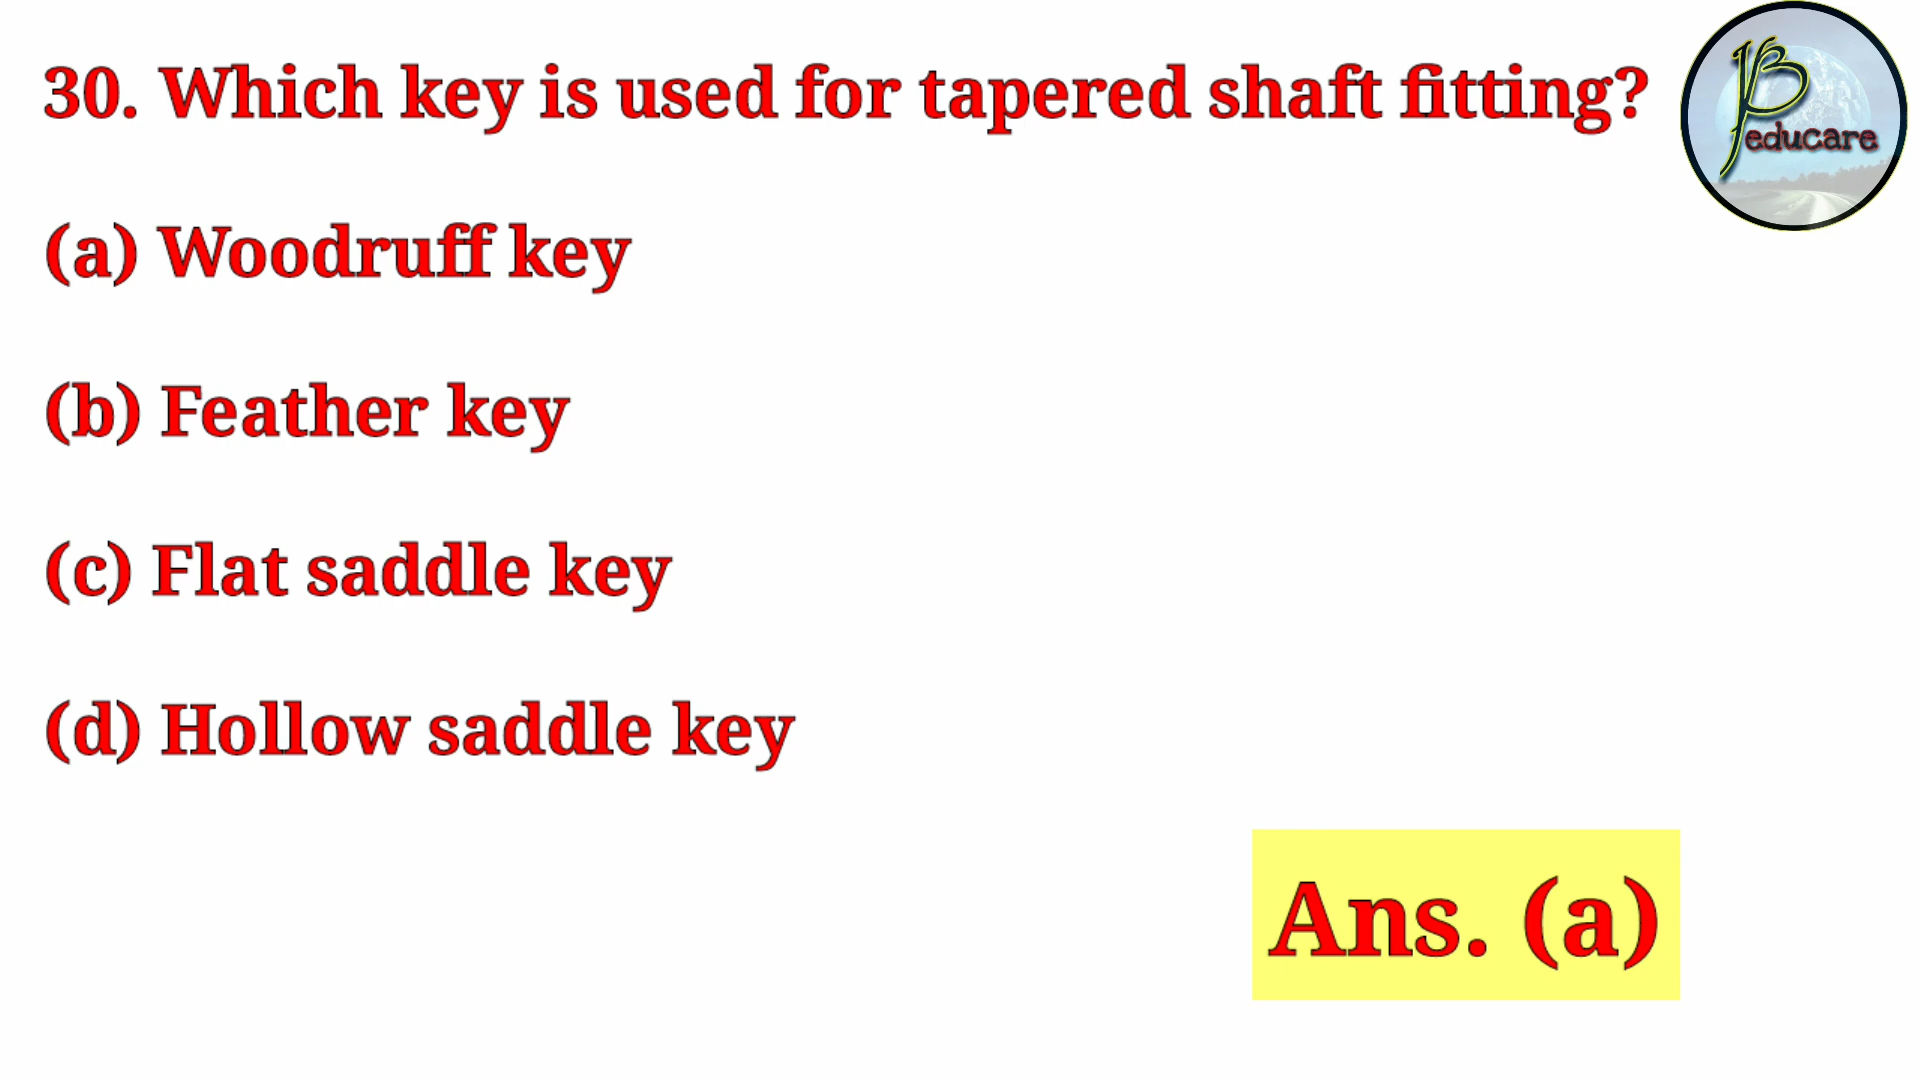 30. Which key is used for tapered shaft fitting?
(a) Woodruff key
(b) Feather key
(c) Flat saddle key
(d) Hollow saddle key
Ans. (a)
educare